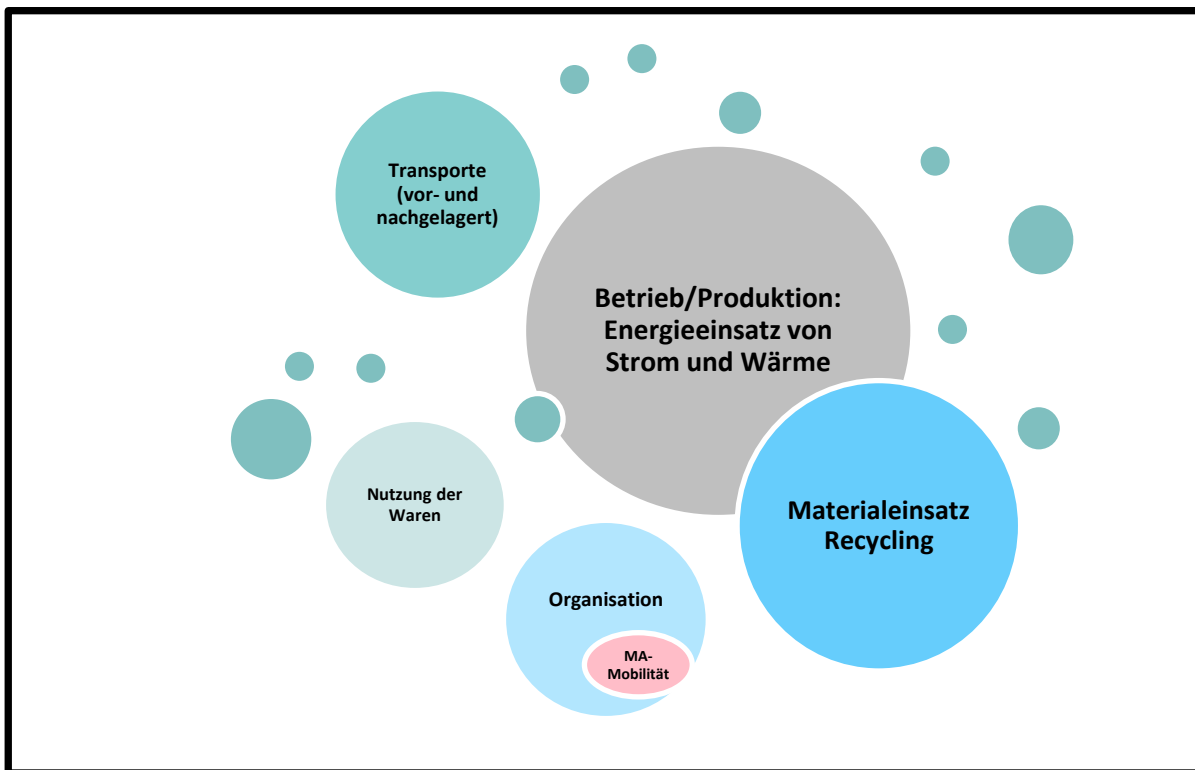 Transporte
(vor- und
nachgelagert)
Betrieb/Produktion:
Energieeinsatz von
Strom und Wärme
Nutzung der
Waren
Materialeinsatz
Recycling
Organisation
MA-
Mobilität